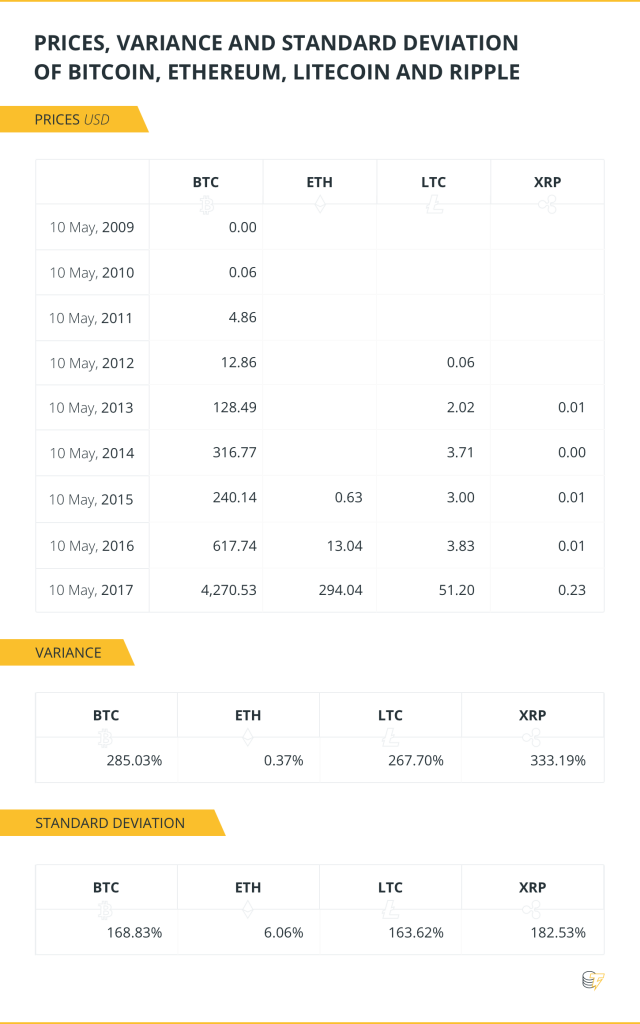 PRICES, VARIANCE AND STANDARD DEVIATION
OF BITCOIN, ETHEREUM, LITECOIN AND RIPPLE
PRICES USD
BTC ETH LTC XRP
10 May, 2009 0.00
10 May, 2010 0.06
10 May, 2011 4.86
10 May, 2012 12.86 0.06
10 May, 2013 128.49 2.02 0.01
10 May, 2014 316.77 3.71 0.00
10 May, 2015 240.14 0.63 3.00 0.01
10 May, 2016 617.74 13.04 3.83 0.01
10 May, 2017 4,270.53 294.04 51.20 0.23
VARIANCE
BTC ETH LTC XRP
285.03% 0.37% 267.70% 333.19%
STANDARD DEVIATION
BTC ETH LTC XRP
168.83% 6.06% 163.62% 182.53%